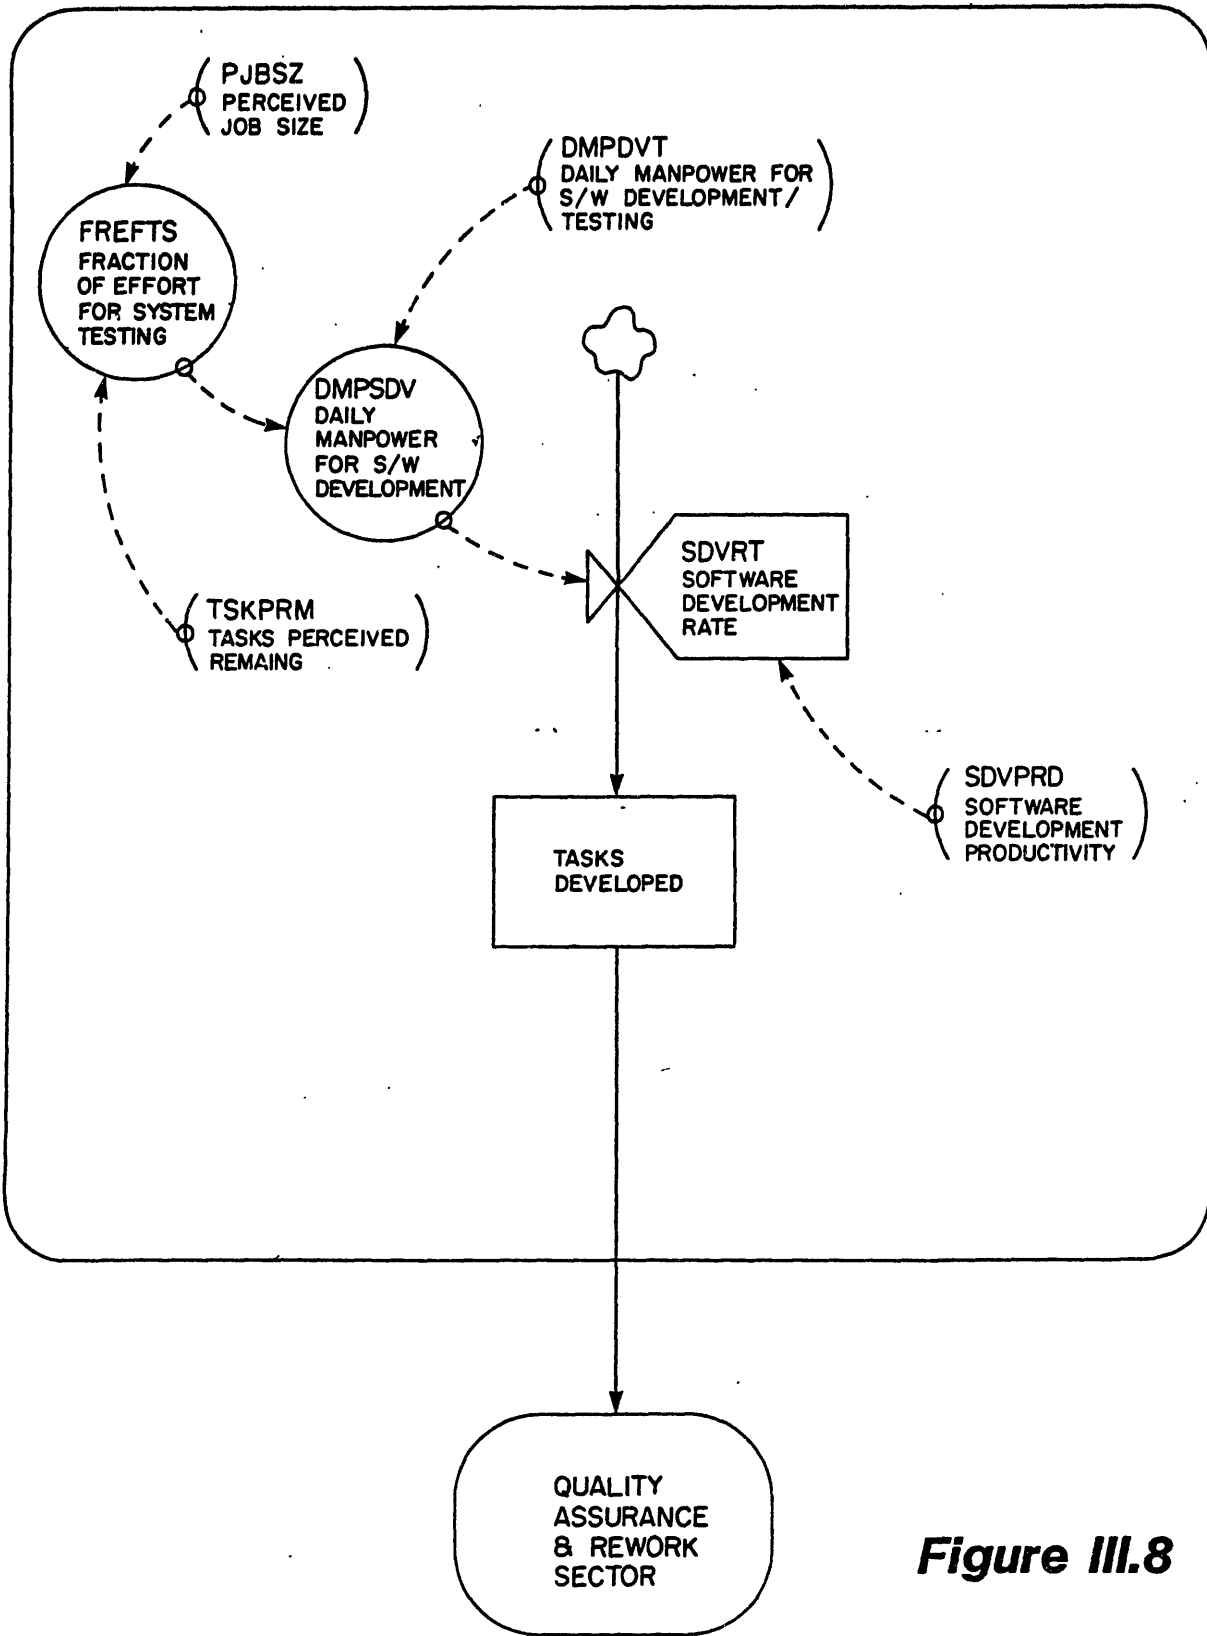 PJBSZ
PERCEIVED
JOB SIZE
DMPDVT
DAILY MANPOWER FOR
S/W DEVELOPMENT/
TESTING
FREFTS
FRACTION
OF EFFORT
FOR SYSTEM
TESTING
DMPSDV
DAILY
MANPOWER
FOR S/W
DEVELOPMENT
SDVRT
SOFTWARE
DEVELOPMENT
RATE
TSKPRM
TASKS PERCEIVED
REMAING
SDVPRD
SOFTWARE
DEVELOPMENT
PRODUCTIVITY
TASKS
DEVELOPED
QUALITY
ASSURANCE
& REWORK
SECTOR
Figure III.8